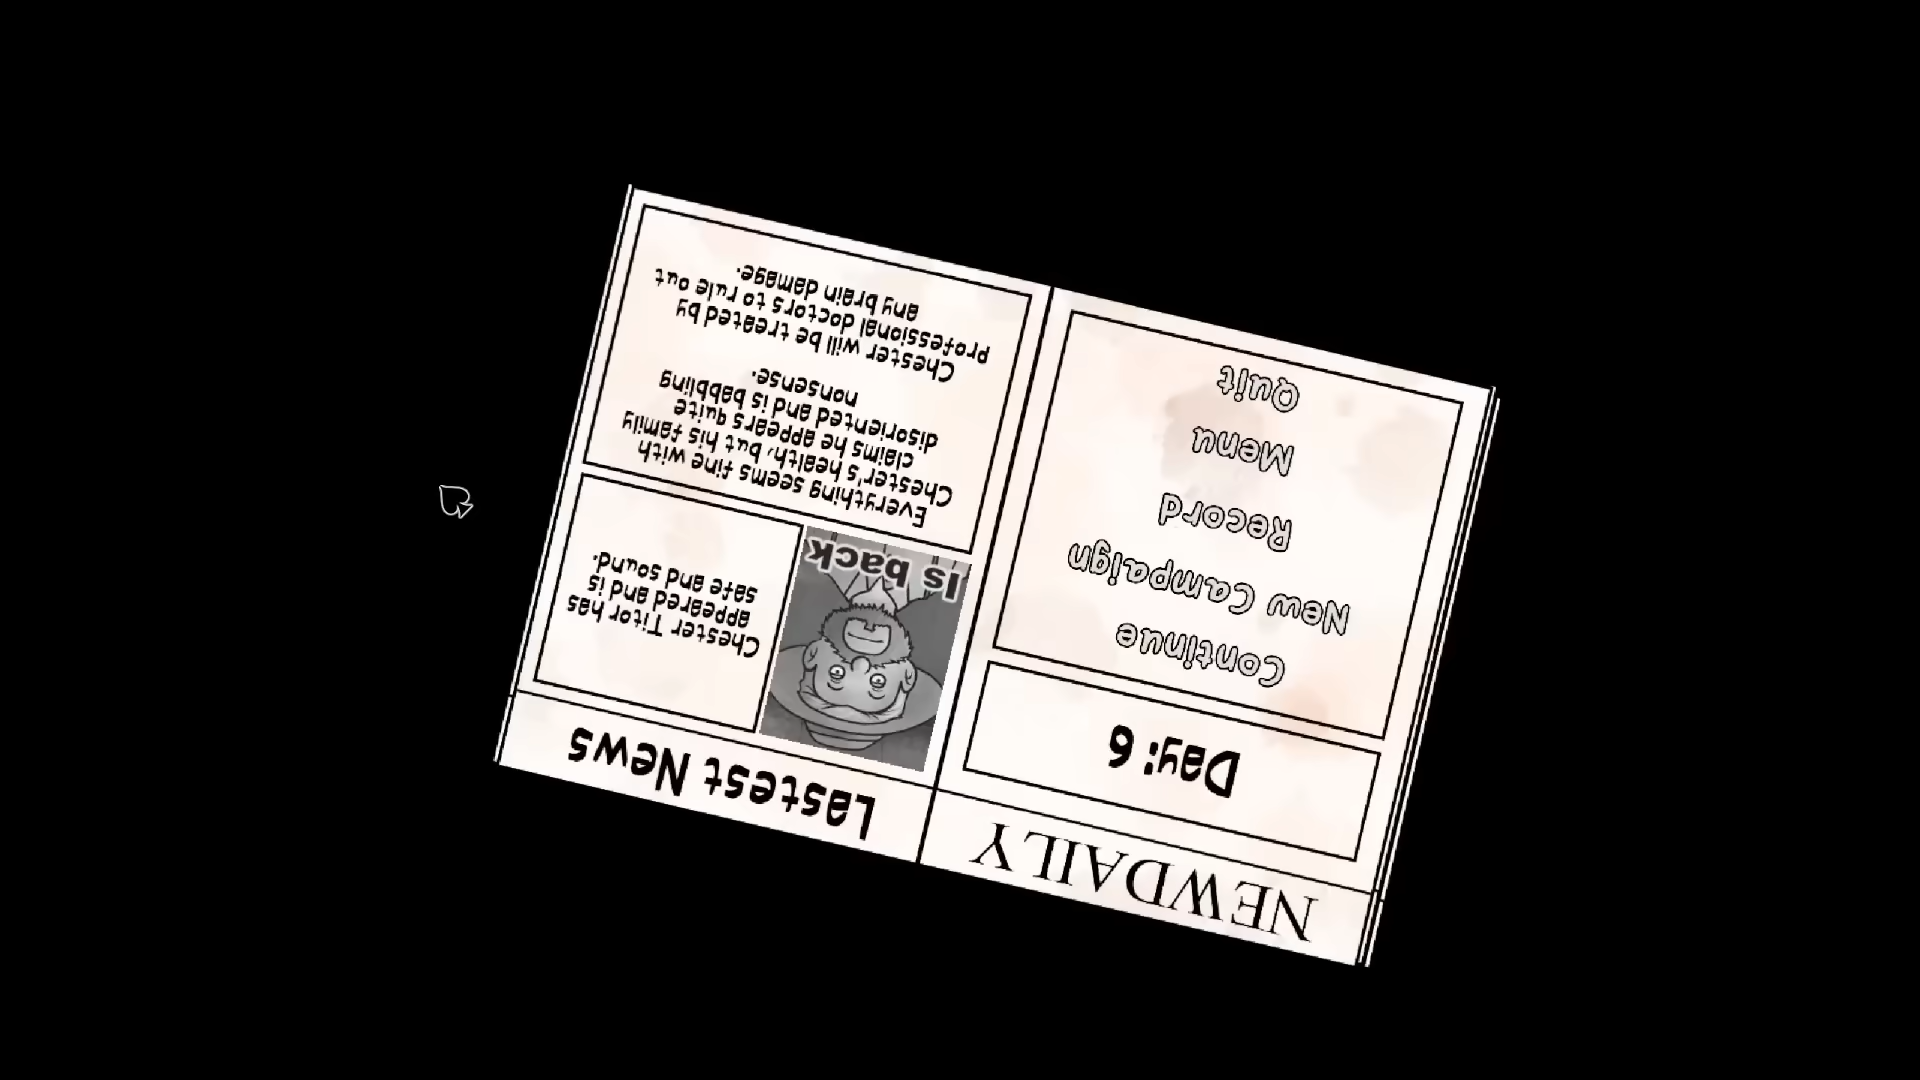 NEWDAILY
Day: 6
Continue
New Campaign
Record
Menu
Quit
Lastest News
Is back
Chester Titor has
appeared and is
safe and sound.
Everything seems fine with
Chester's health, but his family
claims he appears quite
disoriented and is babbling
nonsense.
Chester will be treated by
professional doctors to rule out
any brain damage.